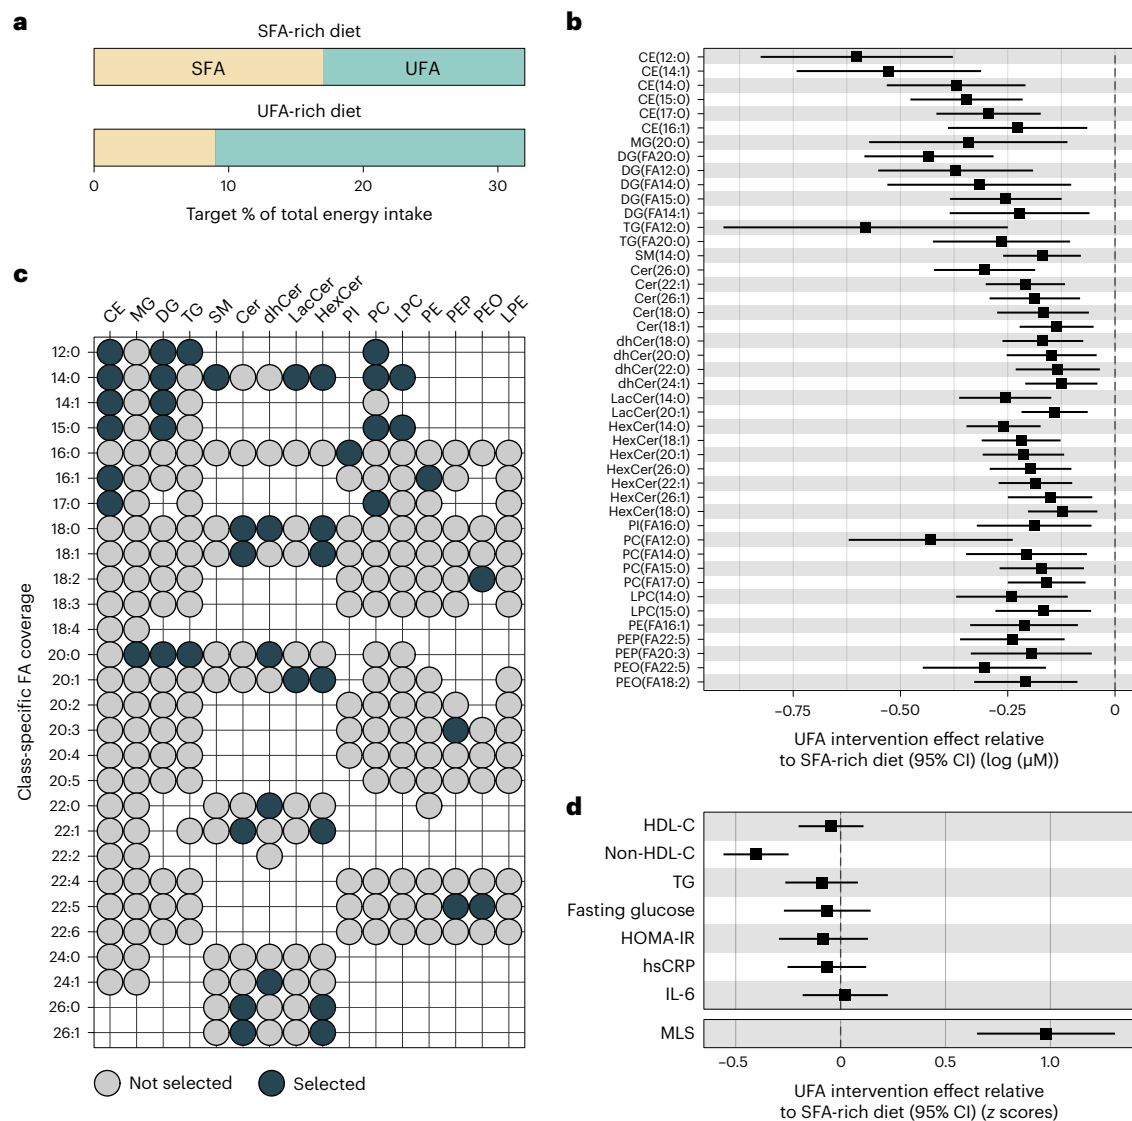 a
SFA-rich diet
SFA
UFA
UFA-rich diet
0
10
20
30
Target % of total energy intake
b
CE(12:0)
CE(14:1)
CE(14:0)
CE(15:0)
CE(17:0)
CE(16:1)
MG(20:0)
DG(FA20:0)
DG(FA12:0)
DG(FA14:0)
DG(FA15:0)
DG(FA14:1)
TG(FA12:0)
TG(FA20:0)
SM(14:0)
Cer(26:0)
Cer(22:1)
Cer(26:1)
Cer(18:0)
Cer(18:1)
dhCer(18:0)
dhCer(20:0)
dhCer(22:0)
dhCer(24:1)
LacCer(14:0)
LacCer(20:1)
HexCer(14:0)
HexCer(18:1)
HexCer(20:1)
HexCer(26:0)
HexCer(22:1)
HexCer(26:1)
HexCer(18:0)
PI(FA16:0)
PC(FA12:0)
PC(FA14:0)
PC(FA15:0)
PC(FA17:0)
LPC(14:0)
LPC(15:0)
PE(FA16:1)
PEP(FA22:5)
PEP(FA20:3)
PEO(FA22:5)
PEO(FA18:2)
−0.75
−0.50
−0.25
0
UFA intervention effect relative
to SFA-rich diet (95% CI) (log (μM))
c
CE
MG
DG
TG
SM
Cer
dhCer
LacCer
HexCer
PI
PC
LPC
PE
PEP
PEO
LPE
Class-specific FA coverage
12:0
14:0
14:1
15:0
16:0
16:1
17:0
18:0
18:1
18:2
18:3
18:4
20:0
20:1
20:2
20:3
20:4
20:5
22:0
22:1
22:2
22:4
22:5
22:6
24:0
24:1
26:0
26:1
Not selected
Selected
d
HDL-C
Non-HDL-C
TG
Fasting glucose
HOMA-IR
hsCRP
IL-6
MLS
−0.5
0
0.5
1.0
UFA intervention effect relative
to SFA-rich diet (95% CI) (z scores)